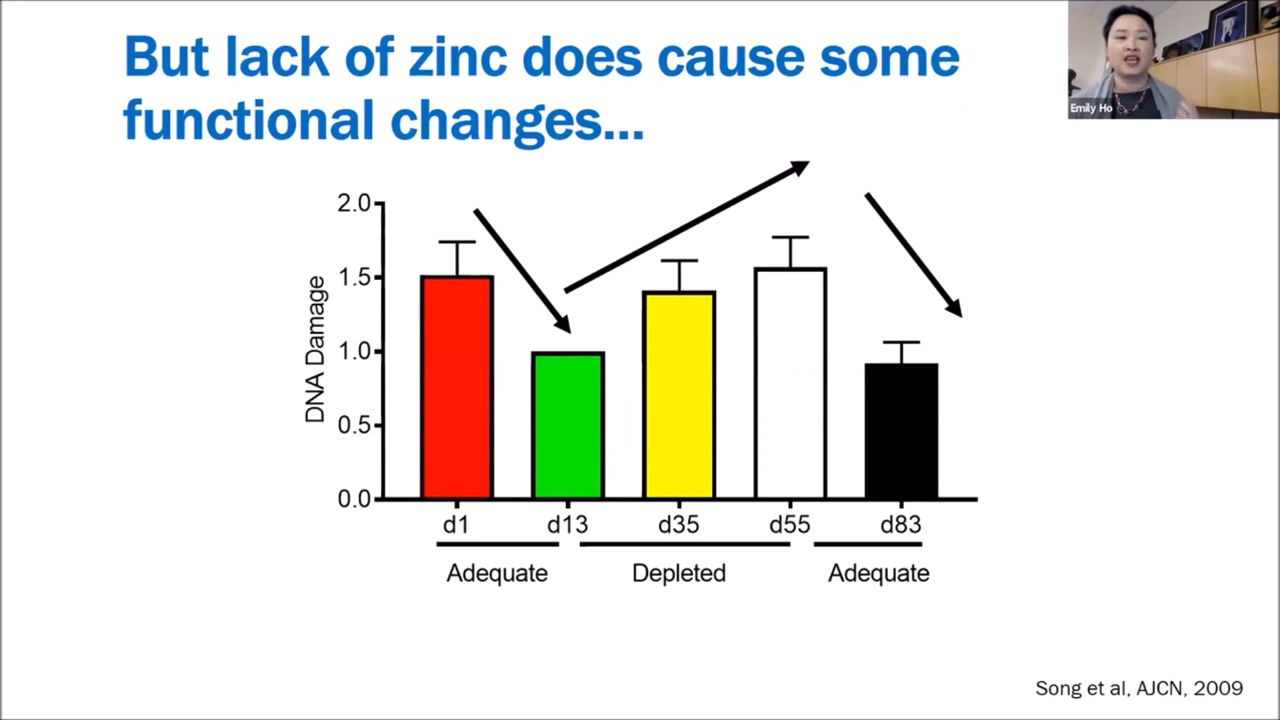 But lack of zinc does cause some
functional changes...
Emily Ho
DNA Damage
2.0
1.5
1.0
0.5
0.0
d1 d13 d35 d55 d83
Adequate Depleted Adequate
Song et al, AJCN, 2009